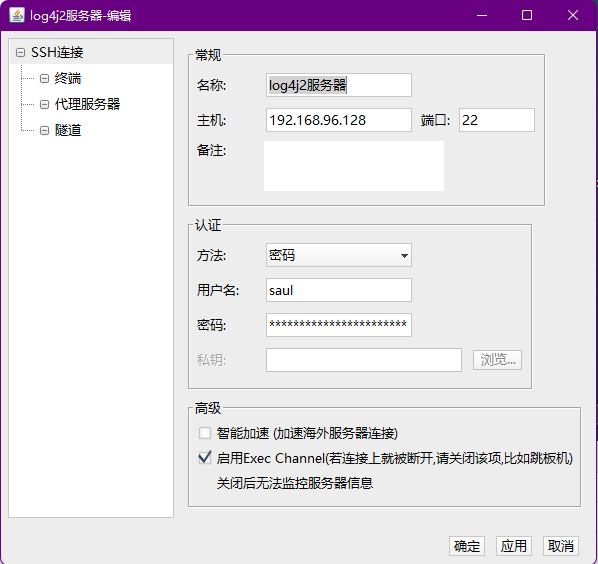 log4j2服务器-编辑
SSH连接
终端
代理服务器
隧道
常规
名称: log4j2服务器
主机: 192.168.96.128 端口: 22
备注:
认证
方法: 密码
用户名: saul
密码: ***********************
私钥: 浏览...
高级
智能加速 (加速海外服务器连接)
启用Exec Channel(若连接上就被断开,请关闭该项,比如跳板机)
关闭后无法监控服务器信息
确定 应用 取消